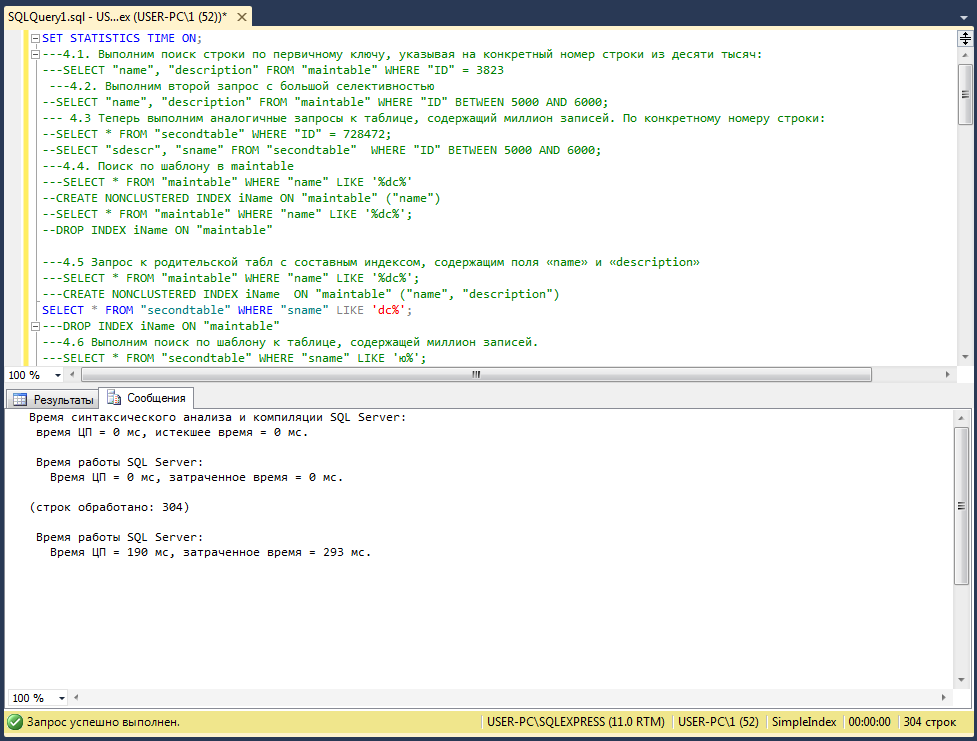 SQLQuery1.sql - US...ex (USER-PC\1 (52))*
SET STATISTICS TIME ON;
---4.1. Выполним поиск строки по первичному ключу, указывая на конкретный номер строки из десяти тысяч:
---SELECT "name", "description" FROM "maintable" WHERE "ID" = 3823
---4.2. Выполним второй запрос с большой селективностью
--SELECT "name", "description" FROM "maintable" WHERE "ID" BETWEEN 5000 AND 6000;
--- 4.3 Теперь выполним аналогичные запросы к таблице, содержащий миллион записей. По конкретному номеру строки:
--SELECT * FROM "secondtable" WHERE "ID" = 728472;
--SELECT "sdescr", "sname" FROM "secondtable"  WHERE "ID" BETWEEN 5000 AND 6000;
---4.4. Поиск по шаблону в maintable
---SELECT * FROM "maintable" WHERE "name" LIKE '%dc%'
--CREATE NONCLUSTERED INDEX iName ON "maintable" ("name")
--SELECT * FROM "maintable" WHERE "name" LIKE '%dc%';
--DROP INDEX iName ON "maintable"
---4.5 Запрос к родительской табл с составным индексом, содержащим поля «name» и «description»
---SELECT * FROM "maintable" WHERE "name" LIKE '%dc%';
---CREATE NONCLUSTERED INDEX iName  ON "maintable" ("name", "description")
SELECT * FROM "secondtable" WHERE "sname" LIKE 'dc%';
---DROP INDEX iName ON "maintable"
---4.6 Выполним поиск по шаблону к таблице, содержащей миллион записей.
---SELECT * FROM "secondtable" WHERE "sname" LIKE 'ю%';
100 %
Результаты Сообщения
Время синтаксического анализа и компиляции SQL Server:
время ЦП = 0 мс, истекшее время = 0 мс.
Время работы SQL Server:
Время ЦП = 0 мс, затраченное время = 0 мс.
(строк обработано: 304)
Время работы SQL Server:
Время ЦП = 190 мс, затраченное время = 293 мс.
100 %
Запрос успешно выполнен. USER-PC\SQLEXPRESS (11.0 RTM) USER-PC\1 (52) SimpleIndex 00:00:00 304 строк